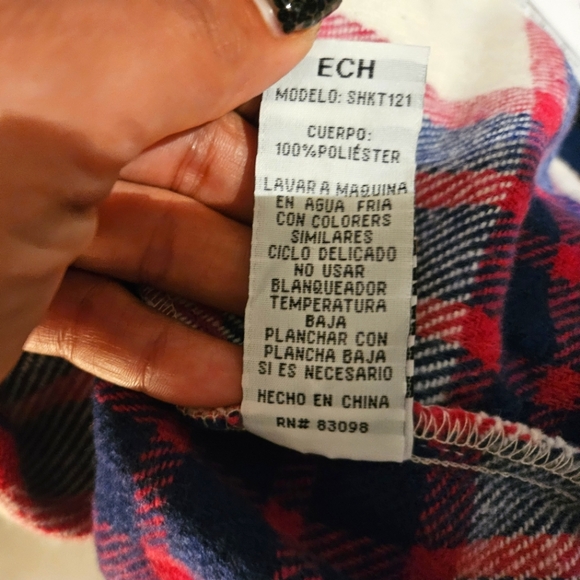 ECH
MODELO: SHKT121
CUERPO:
100%POLIÉSTER
LAVAR A MAQUINA
EN AGUA FRIA
CON COLORERS
SIMILARES
CICLO DELICADO
NO USAR
BLANQUEADOR
TEMPERATURA
BAJA
PLANCHAR CON
PLANCHA BAJA
SI ES NECESARIO
HECHO EN CHINA
RN# 83098